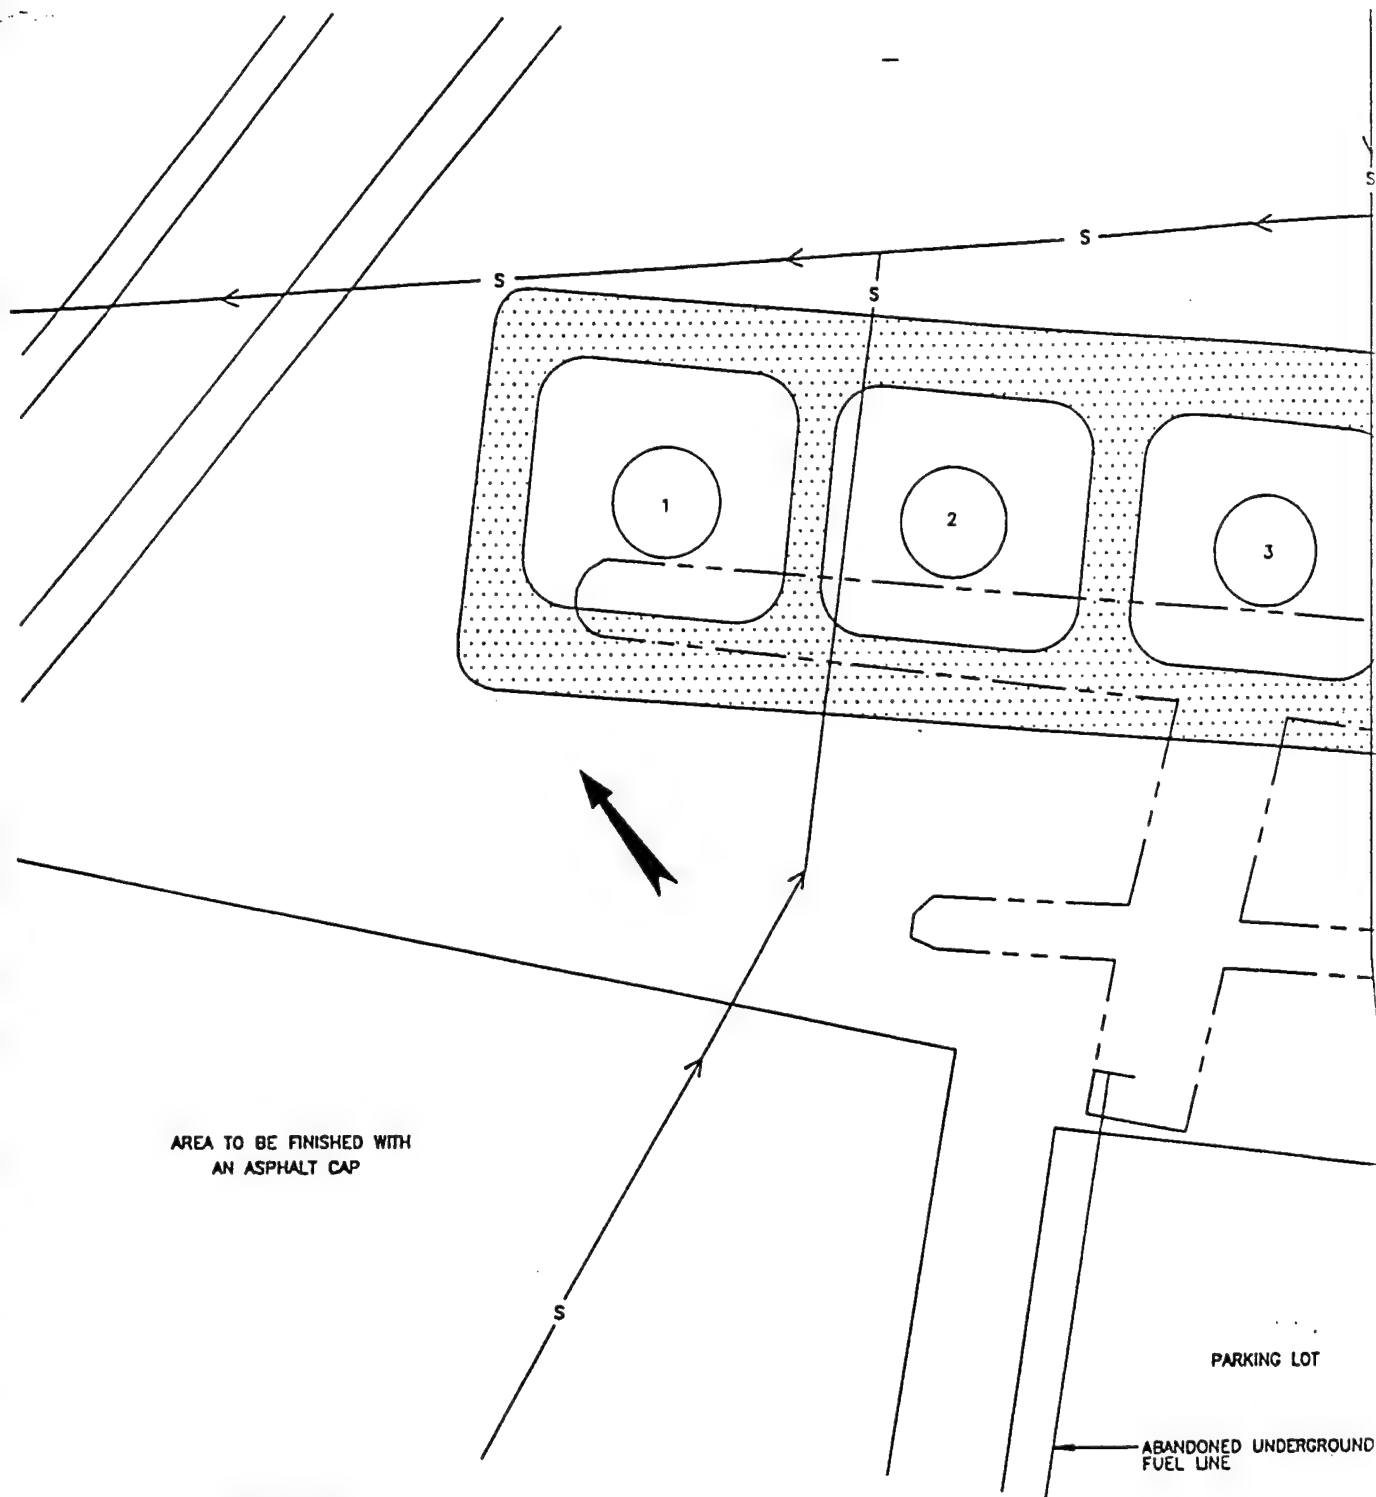 S
S
S
S
1
2
3
AREA TO BE FINISHED WITH
AN ASPHALT CAP
S
PARKING LOT
ABANDONED UNDERGROUND
FUEL LINE